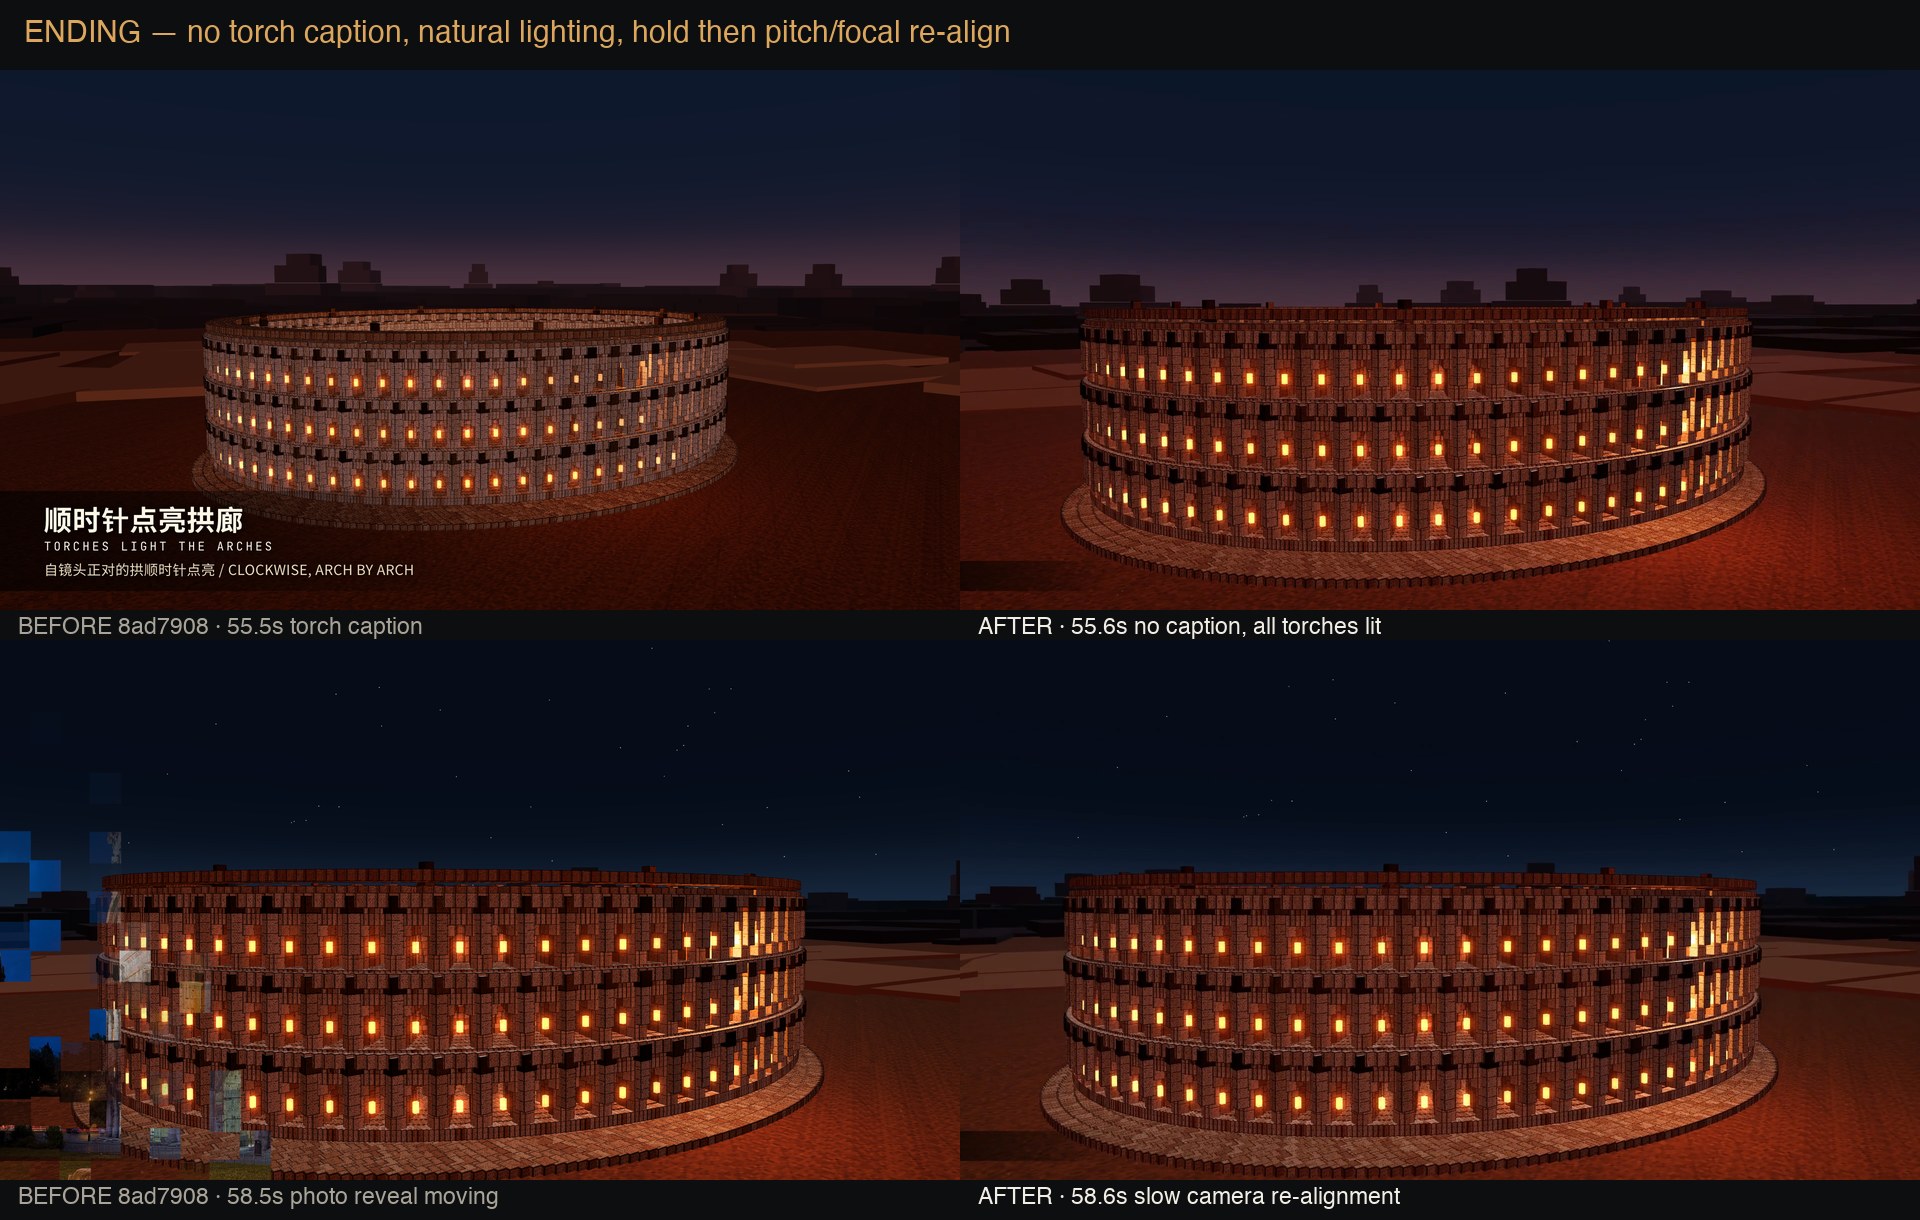 ENDING — no torch caption, natural lighting, hold then pitch/focal re-align
顺时针点亮拱廊
TORCHES LIGHT THE ARCHES
自镜头正对的拱顺时针点亮 / CLOCKWISE, ARCH BY ARCH
BEFORE 8ad7908 · 55.5s torch caption
AFTER · 55.6s no caption, all torches lit
BEFORE 8ad7908 · 58.5s photo reveal moving
AFTER · 58.6s slow camera re-alignment